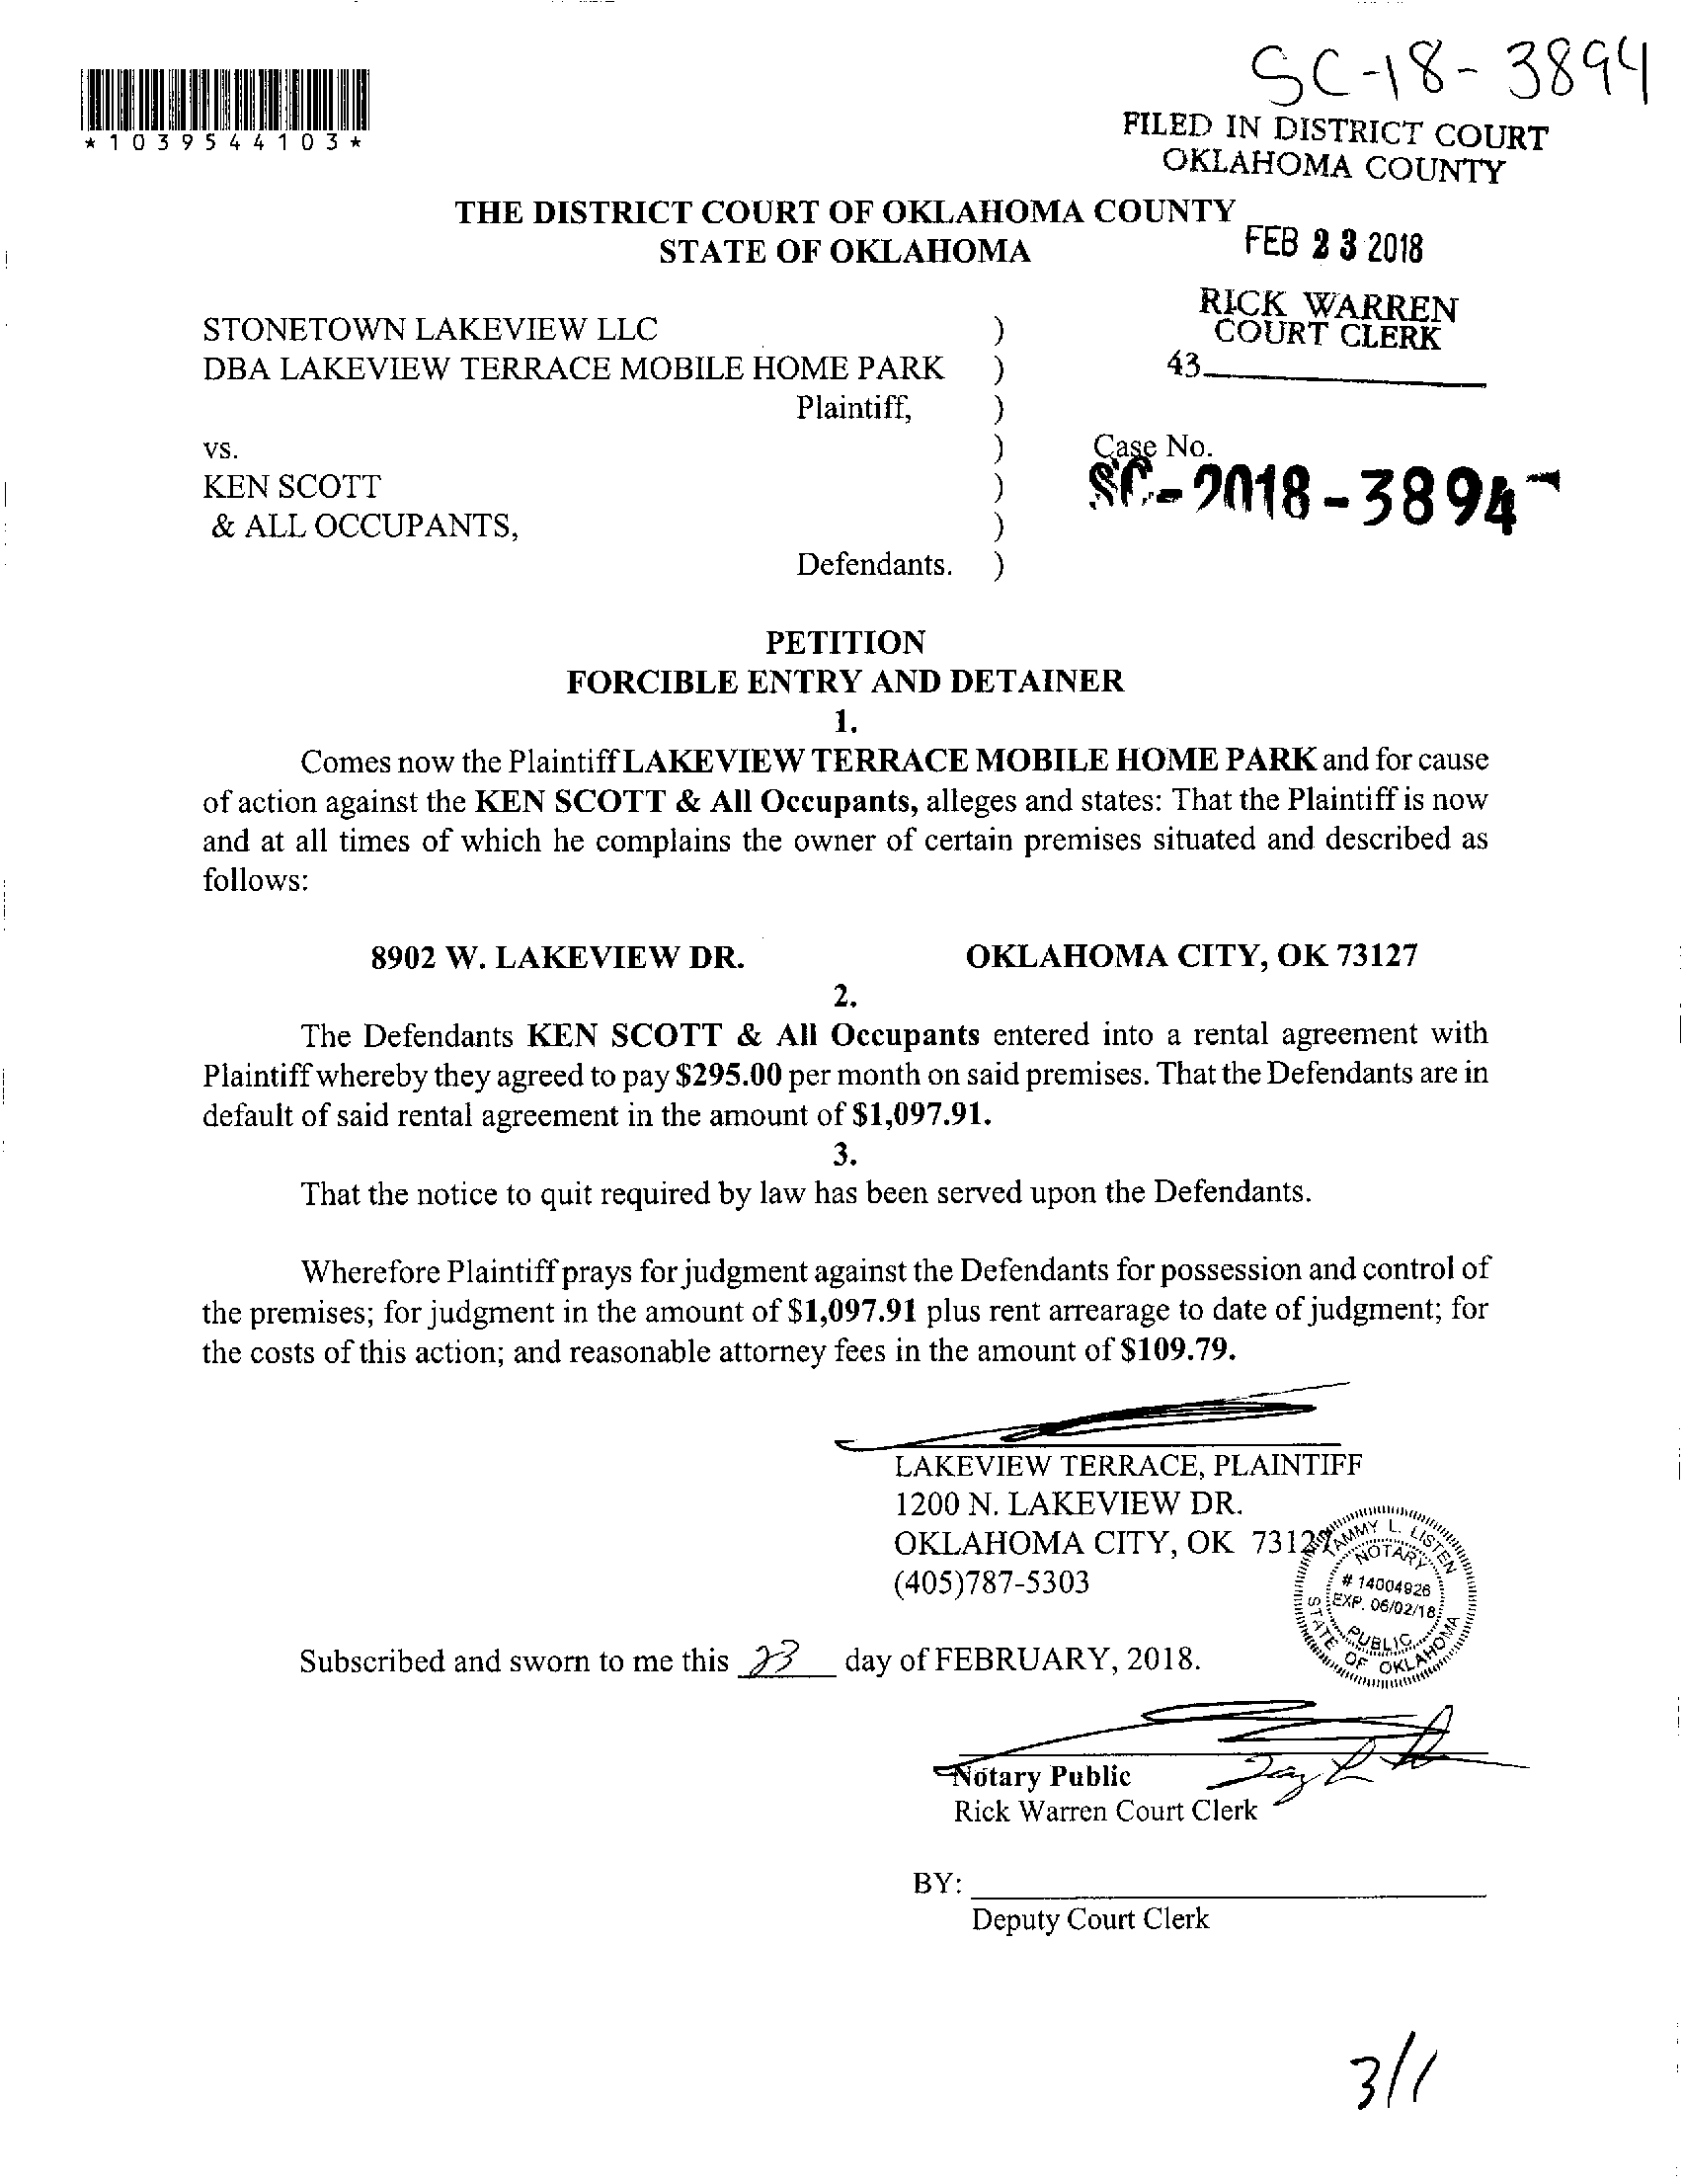 SC-18-3894
*1039544103*
FILED IN DISTRICT COURT
OKLAHOMA COUNTY
THE DISTRICT COURT OF OKLAHOMA COUNTY
STATE OF OKLAHOMA
FEB 23 2018
RICK WARREN
COURT CLERK
43
STONETOWN LAKEVIEW LLC )
DBA LAKEVIEW TERRACE MOBILE HOME PARK )
Plaintiff, )
vs. ) Case No.
KEN SCOTT ) SC-2018-3894
& ALL OCCUPANTS, )
Defendants. )
PETITION
FORCIBLE ENTRY AND DETAINER
1.
Comes now the Plaintiff LAKEVIEW TERRACE MOBILE HOME PARK and for cause
of action against the KEN SCOTT & All Occupants, alleges and states: That the Plaintiff is now
and at all times of which he complains the owner of certain premises situated and described as
follows:
8902 W. LAKEVIEW DR. OKLAHOMA CITY, OK 73127
2.
The Defendants KEN SCOTT & All Occupants entered into a rental agreement with
Plaintiff whereby they agreed to pay $295.00 per month on said premises. That the Defendants are in
default of said rental agreement in the amount of $1,097.91.
3.
That the notice to quit required by law has been served upon the Defendants.
Wherefore Plaintiff prays for judgment against the Defendants for possession and control of
the premises; for judgment in the amount of $1,097.91 plus rent arrearage to date of judgment; for
the costs of this action; and reasonable attorney fees in the amount of $109.79.
LAKEVIEW TERRACE, PLAINTIFF
1200 N. LAKEVIEW DR.
OKLAHOMA CITY, OK 73127
(405)787-5303
TAMMY L. LISTEN
NOTARY
# 14004926
EXP. 06/02/18
PUBLIC
STATE OF OKLAHOMA
Subscribed and sworn to me this 23 day of FEBRUARY, 2018.
Notary Public
Rick Warren Court Clerk
BY:
Deputy Court Clerk
3/1